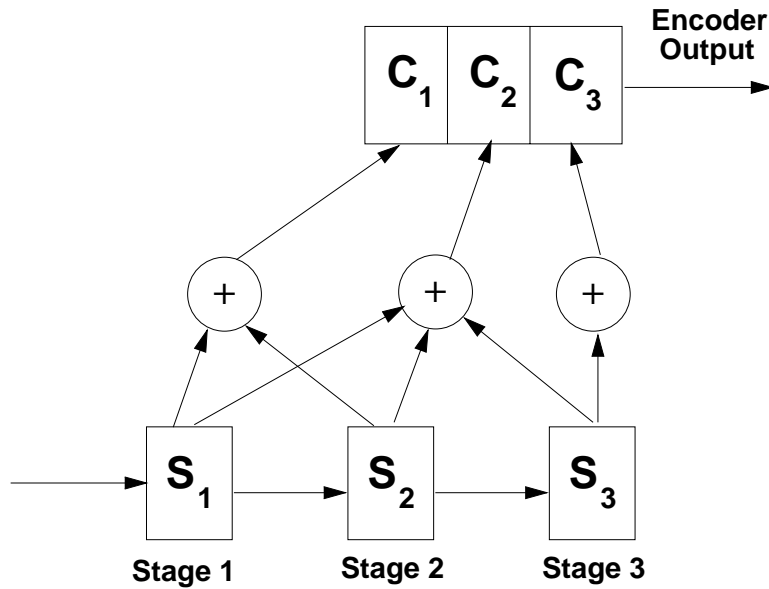 Encoder
Output
C1 C2 C3
+ + +
S1 S2 S3
Stage 1 Stage 2 Stage 3